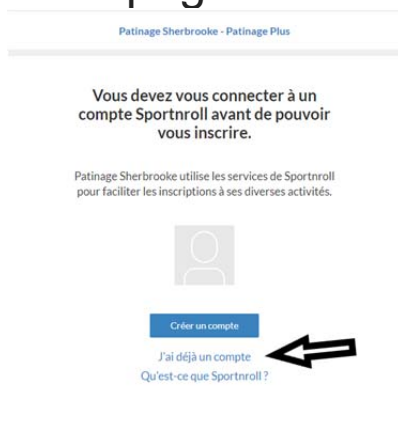 Patinage Sherbrooke - Patinage Plus
Vous devez vous connecter à un
compte Sportnroll avant de pouvoir
vous inscrire.
Patinage Sherbrooke utilise les services de Sportnroll
pour faciliter les inscriptions à ses diverses activités.
Créer un compte
J'ai déjà un compte
Qu'est-ce que Sportnroll ?